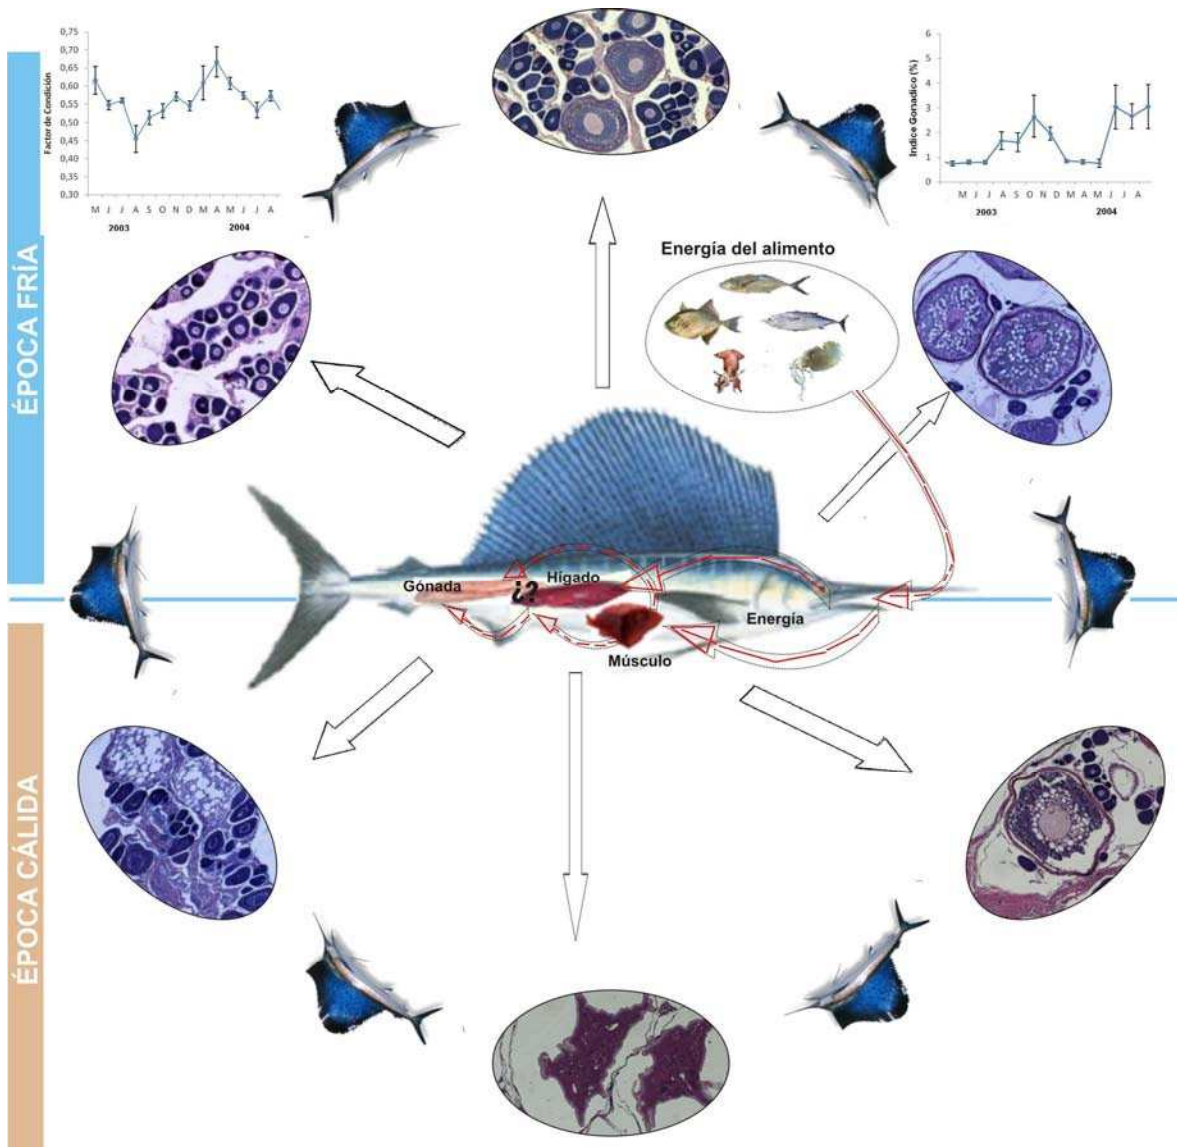 0,75
0,70
0,65
0,60
0,55
0,50
0,45
0,40
0,35
0,30
Factor de Condición
M J J A S O N D M A M J J A
2003 2004
6
5
4
3
2
1
0
Indice Gonadico (%)
M J J A S O N D M A M J J A
2003 2004
ÉPOCA FRÍA
Energía del alimento
Gónada
¿?
Hígado
Energía
Músculo
ÉPOCA CÁLIDA